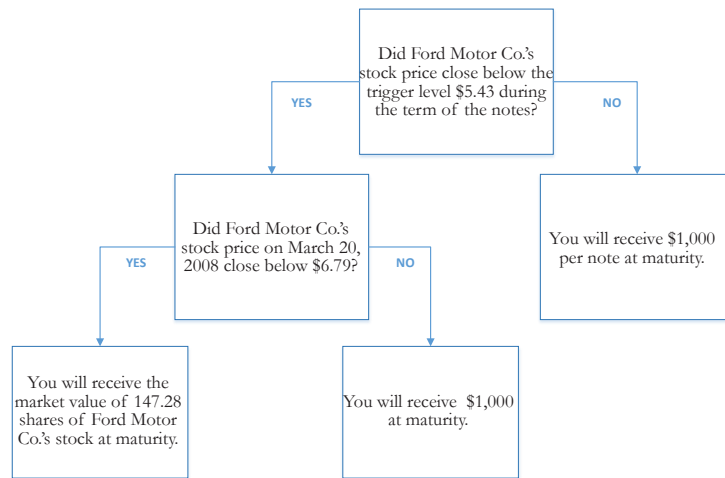 Did Ford Motor Co.'s
stock price close below the
trigger level $5.43 during
the term of the notes?
YES
NO
Did Ford Motor Co.'s
stock price on March 20,
2008 close below $6.79?
You will receive $1,000
per note at maturity.
YES
NO
You will receive the
market value of 147.28
shares of Ford Motor
Co.'s stock at maturity.
You will receive $1,000
at maturity.